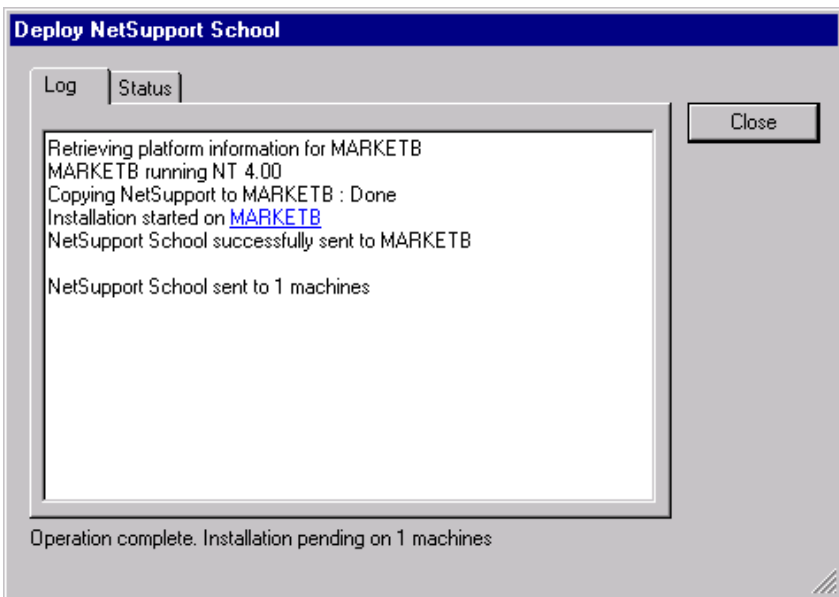 Deploy NetSupport School
Log
Status
Close
Retrieving platform information for MARKETB
MARKETB running NT 4.00
Copying NetSupport to MARKETB : Done
Installation started on MARKETB
NetSupport School successfully sent to MARKETB
NetSupport School sent to 1 machines
Operation complete. Installation pending on 1 machines